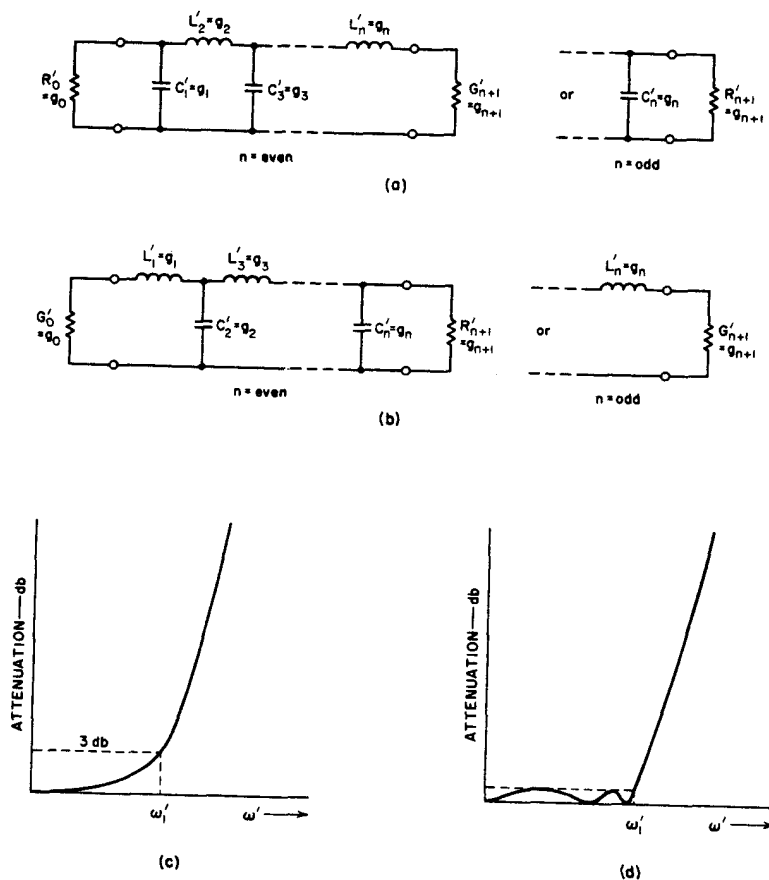 L′2=g2
L′n=gn
R′0
=g0
C′1=g1
C′3=g3
G′n+1
=gn+1
n = even
or
C′n=gn
R′n+1
=gn+1
n = odd
(a)
L′1=g1
L′3=g3
G′0
=g0
C′2=g2
C′n=gn
R′n+1
=gn+1
n = even
or
L′n=gn
G′n+1
=gn+1
n = odd
(b)
ATTENUATION—db
3 db
ω′1
ω′
(c)
ATTENUATION—db
ω′1
ω′
(d)